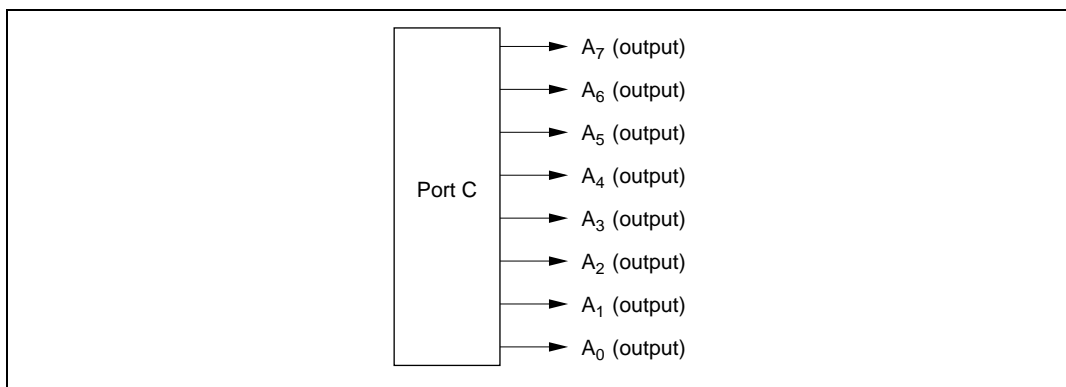 A7 (output)
A6 (output)
A5 (output)
A4 (output)
Port C
A3 (output)
A2 (output)
A1 (output)
A0 (output)